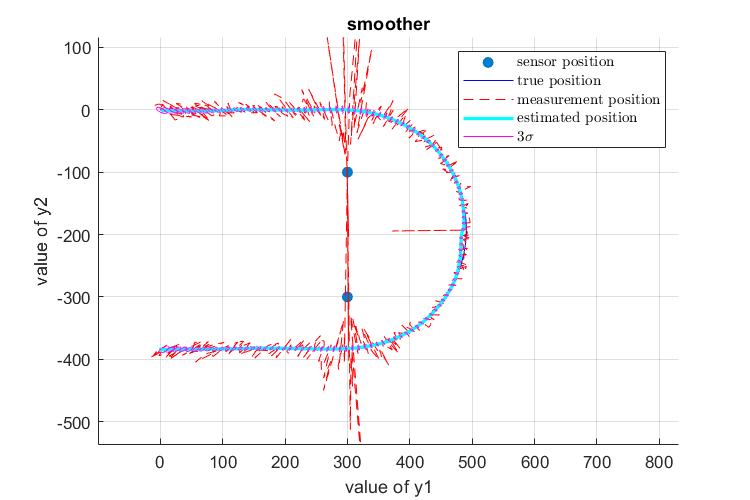 smoother
sensor position
true position
measurement position
estimated position
3σ
100
0
-100
-200
-300
-400
-500
value of y2
0 100 200 300 400 500 600 700 800
value of y1